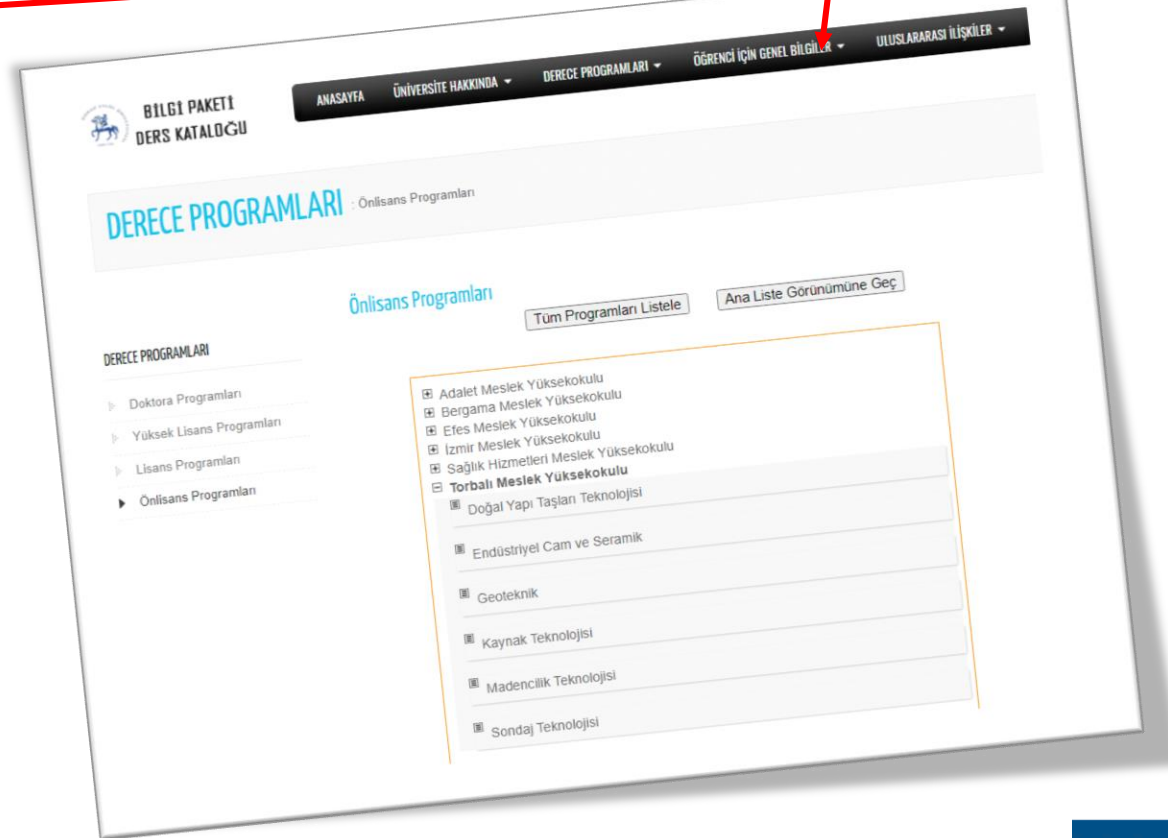 BİLGİ PAKETİ
DERS KATALOĞU
ANASAYFA ÜNİVERSİTE HAKKINDA DERECE PROGRAMLARI ÖĞRENCİ İÇİN GENEL BİLGİLER ULUSLARARASI İLİŞKİLER
DERECE PROGRAMLARI : Önlisans Programları
Önlisans Programları
Tüm Programları Listele Ana Liste Görünümüne Geç
DERECE PROGRAMLARI
Doktora Programları
Yüksek Lisans Programları
Lisans Programları
Önlisans Programları
Adalet Meslek Yüksekokulu
Bergama Meslek Yüksekokulu
Efes Meslek Yüksekokulu
İzmir Meslek Yüksekokulu
Sağlık Hizmetleri Meslek Yüksekokulu
Torbalı Meslek Yüksekokulu
Doğal Yapı Taşları Teknolojisi
Endüstriyel Cam ve Seramik
Geoteknik
Kaynak Teknolojisi
Madencilik Teknolojisi
Sondaj Teknolojisi